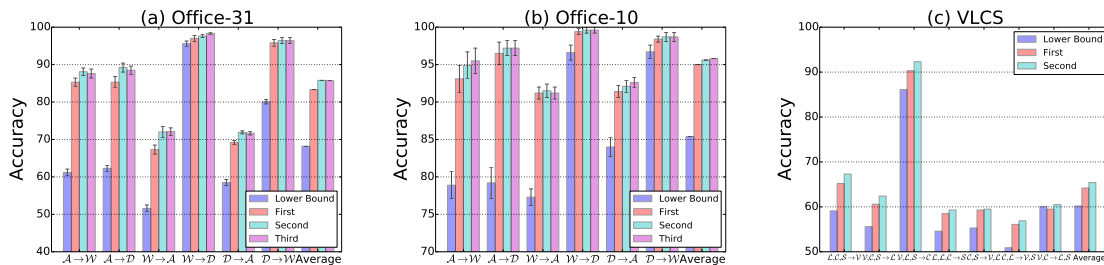 (a) Office-31
Accuracy
100
90
80
70
60
50
40
Lower Bound
First
Second
Third
A→W A→D W→A W→D D→A D→W Average
(b) Office-10
Accuracy
100
95
90
85
80
75
70
Lower Bound
First
Second
Third
A→W A→D W→A W→D D→A D→W Average
(c) VLCS
Accuracy
100
90
80
70
60
50
Lower Bound
First
Second
L,C,S→V V,C,S→L V,L,S→C V,L,C→S C,S→V,L C,L→V,S V,C→L,S Average